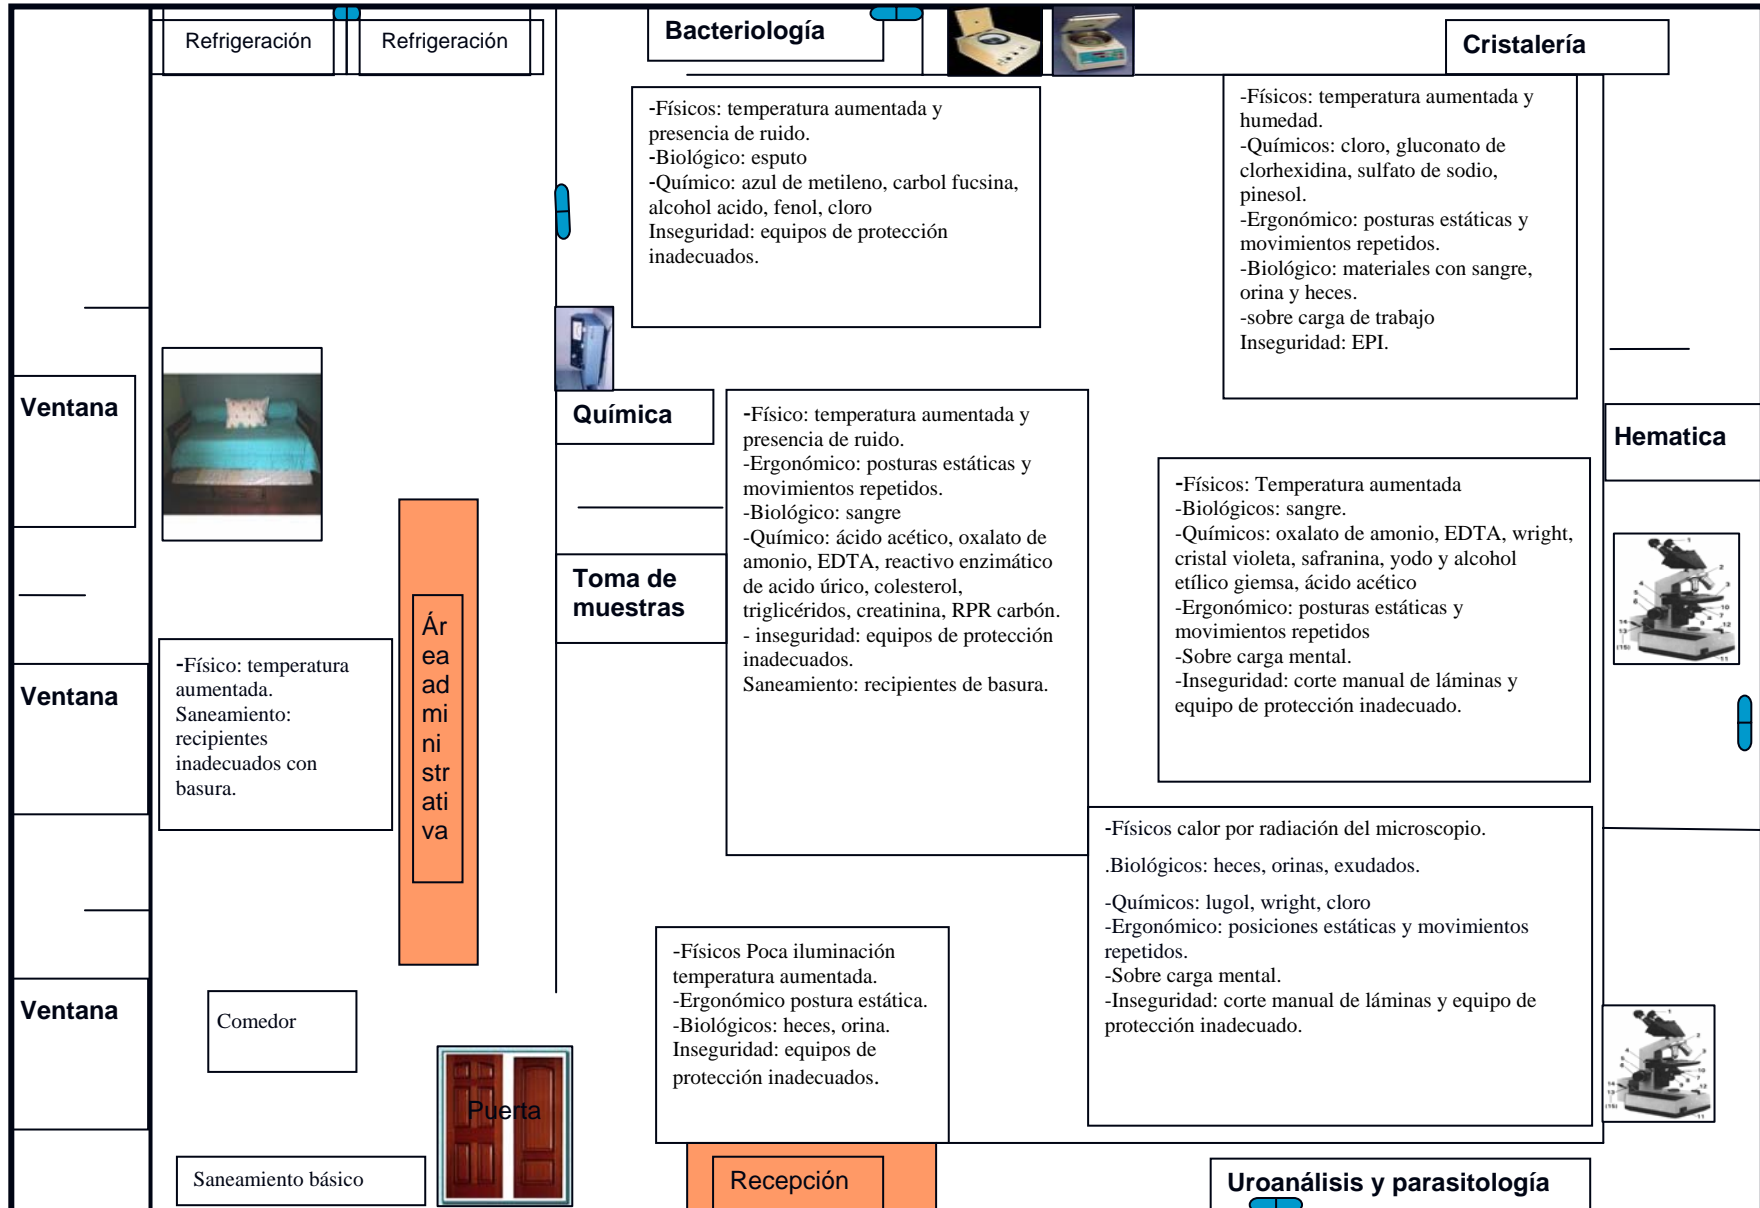 Refrigeración
Refrigeración
Bacteriología
Cristalería
-Físicos: temperatura aumentada y
presencia de ruido.
-Biológico: esputo
-Químico: azul de metileno, carbol fucsina,
alcohol acido, fenol, cloro
Inseguridad: equipos de protección
inadecuados.
-Físicos: temperatura aumentada y
humedad.
-Químicos: cloro, gluconato de
clorhexidina, sulfato de sodio,
pinesol.
-Ergonómico: posturas estáticas y
movimientos repetidos.
-Biológico: materiales con sangre,
orina y heces.
-sobre carga de trabajo
Inseguridad: EPI.
Ventana
Química
-Físico: temperatura aumentada y
presencia de ruido.
-Ergonómico: posturas estáticas y
movimientos repetidos.
-Biológico: sangre
-Químico: ácido acético, oxalato de
amonio, EDTA, reactivo enzimático
de acido úrico, colesterol,
triglicéridos, creatinina, RPR carbón.
- inseguridad: equipos de protección
inadecuados.
Saneamiento: recipientes de basura.
Hematica
-Físicos: Temperatura aumentada
-Biológicos: sangre.
-Químicos: oxalato de amonio, EDTA, wright,
cristal violeta, safranina, yodo y alcohol
etílico giemsa, ácido acético
-Ergonómico: posturas estáticas y
movimientos repetidos
-Sobre carga mental.
-Inseguridad: corte manual de láminas y
equipo de protección inadecuado.
Toma de
muestras
Ár
ea
ad
mi
ni
str
ati
va
-Físico: temperatura
aumentada.
Saneamiento:
recipientes
inadecuados con
basura.
Ventana
-Físicos calor por radiación del microscopio.
.Biológicos: heces, orinas, exudados.
-Químicos: lugol, wright, cloro
-Ergonómico: posiciones estáticas y movimientos
repetidos.
-Sobre carga mental.
-Inseguridad: corte manual de láminas y equipo de
protección inadecuado.
-Físicos Poca iluminación
temperatura aumentada.
-Ergonómico postura estática.
-Biológicos: heces, orina.
Inseguridad: equipos de
protección inadecuados.
Ventana
Comedor
Puerta
Saneamiento básico
Recepción
Uroanálisis y parasitología